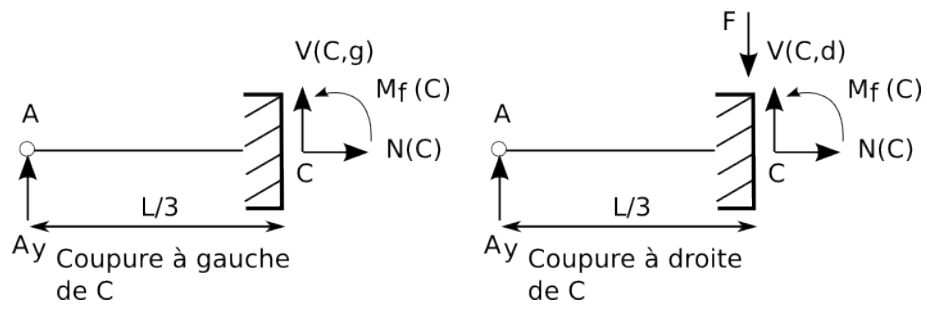 F
V(C,g)
V(C,d)
Mf (C)
Mf (C)
A
A
N(C)
N(C)
C
C
L/3
L/3
Ay
Ay
Coupure à gauche
de C
Coupure à droite
de C